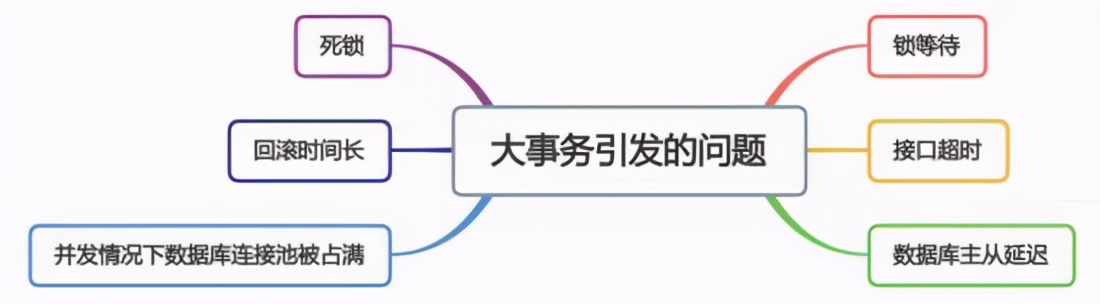 死锁
锁等待
大事务引发的问题
回滚时间长
接口超时
并发情况下数据库连接池被占满
数据库主从延迟